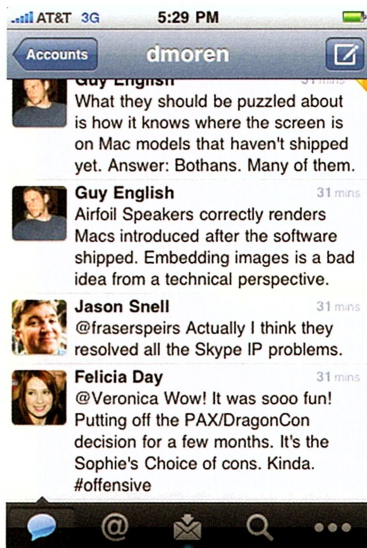 AT&T 3G 5:29 PM
Accounts dmoren
Guy English 31 mins
What they should be puzzled about
is how it knows where the screen is
on Mac models that haven't shipped
yet. Answer: Bothans. Many of them.
Guy English 31 mins
Airfoil Speakers correctly renders
Macs introduced after the software
shipped. Embedding images is a bad
idea from a technical perspective.
Jason Snell 31 mins
@fraserspeirs Actually I think they
resolved all the Skype IP problems.
Felicia Day 31 mins
@Veronica Wow! It was sooo fun!
Putting off the PAX/DragonCon
decision for a few months. It's the
Sophie's Choice of cons. Kinda.
#offensive
@